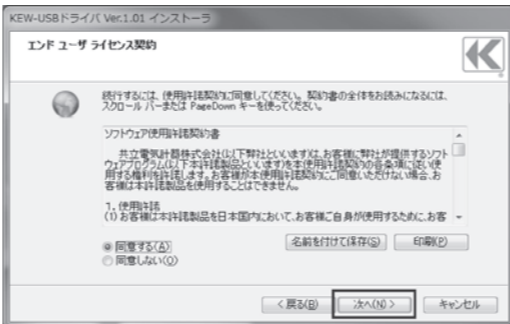 KEW-USBドライバ Ver.1.01 インストーラ
エンド ユーザ ライセンス契約
続行するには、使用許諾契約に同意してください。契約書の全体をお読みになるには、
スクロール バーまたは PageDown キーを使ってください。
ソフトウェア使用許諾契約書
共立電気計器株式会社(以下弊社といいます)は、お客様に弊社が提供するソフト
ウェアプログラム(以下本許諾製品といいます)を本使用許諾契約の各条項に従い使
用する権利を許諾します。お客様が本使用許諾契約にご同意いただけない場合、お
客様は本許諾製品を使用することはできません。
1. 使用許諾
(1) お客様は本許諾製品を日本国内において、お客様ご自身が使用するために、お客
同意する(A)
同意しない(O)
名前を付けて保存(S)
印刷(P)
< 戻る(B)
次へ(N) >
キャンセル